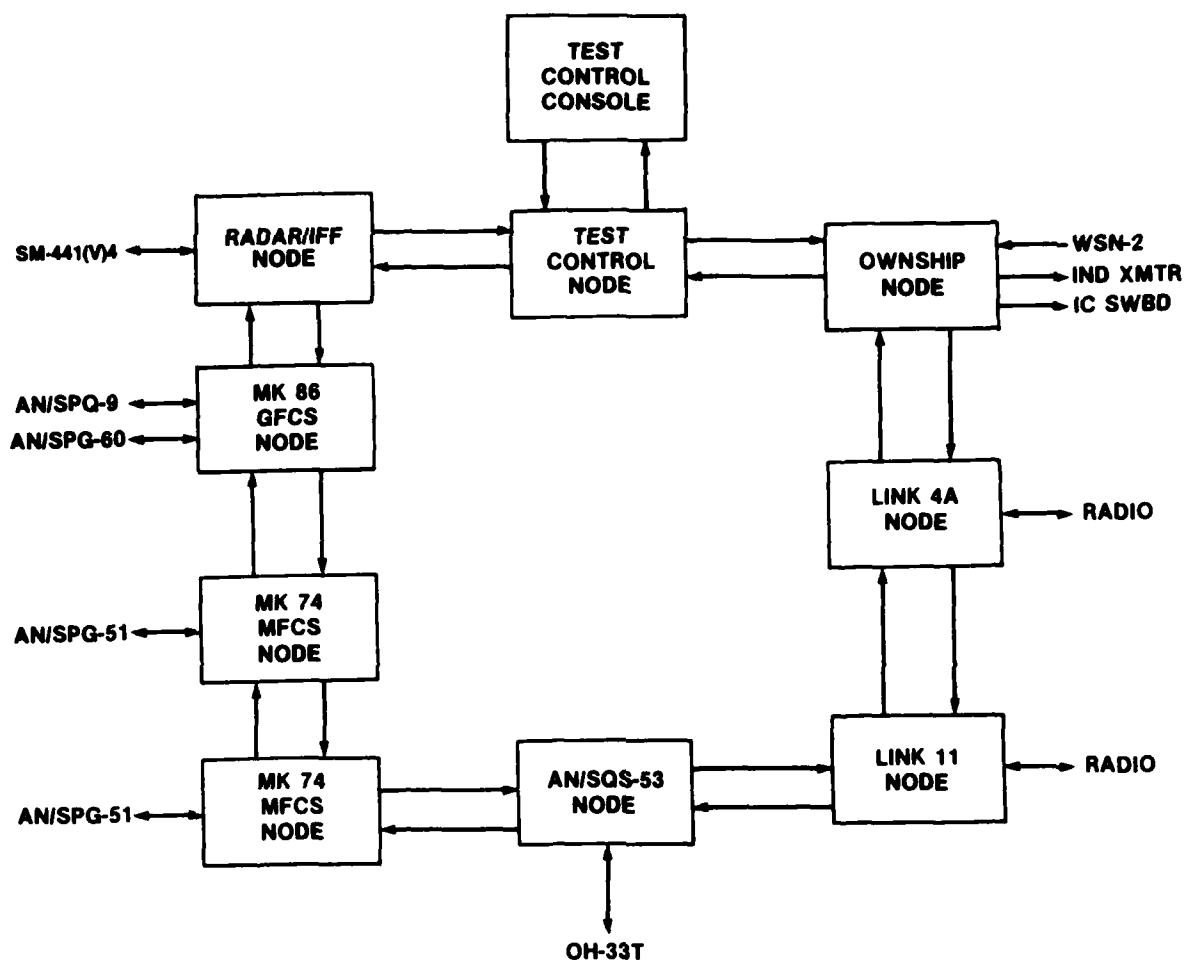 TEST
CONTROL
CONSOLE
SM-441(V)4
RADAR/IFF
NODE
TEST
CONTROL
NODE
OWNSHIP
NODE
WSN-2
IND XMTR
IC SWBD
AN/SPQ-9
AN/SPG-60
MK 86
GFCS
NODE
LINK 4A
NODE
RADIO
AN/SPG-51
MK 74
MFCS
NODE
AN/SPG-51
MK 74
MFCS
NODE
AN/SQS-53
NODE
LINK 11
NODE
RADIO
OH-33T